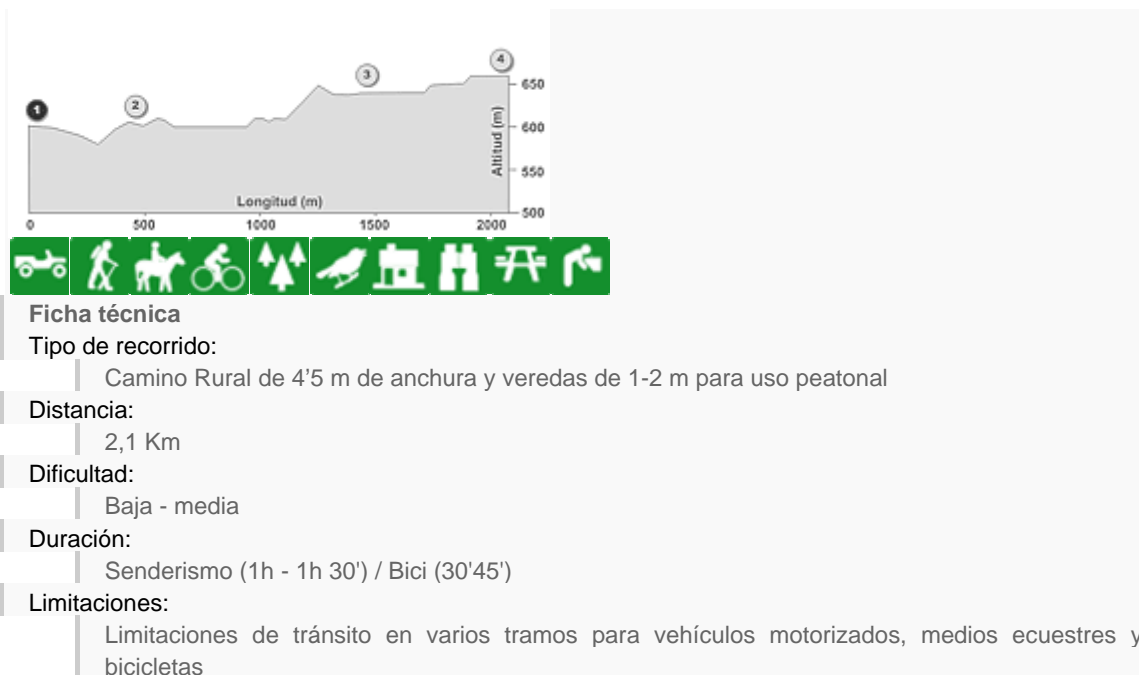 4
3
650
2
1
600
Altitud (m)
550
Longitud (m)
500
0 500 1000 1500 2000
Ficha técnica
Tipo de recorrido:
Camino Rural de 4’5 m de anchura y veredas de 1-2 m para uso peatonal
Distancia:
2,1 Km
Dificultad:
Baja - media
Duración:
Senderismo (1h - 1h 30') / Bici (30'45')
Limitaciones:
Limitaciones de tránsito en varios tramos para vehículos motorizados, medios ecuestres y
bicicletas